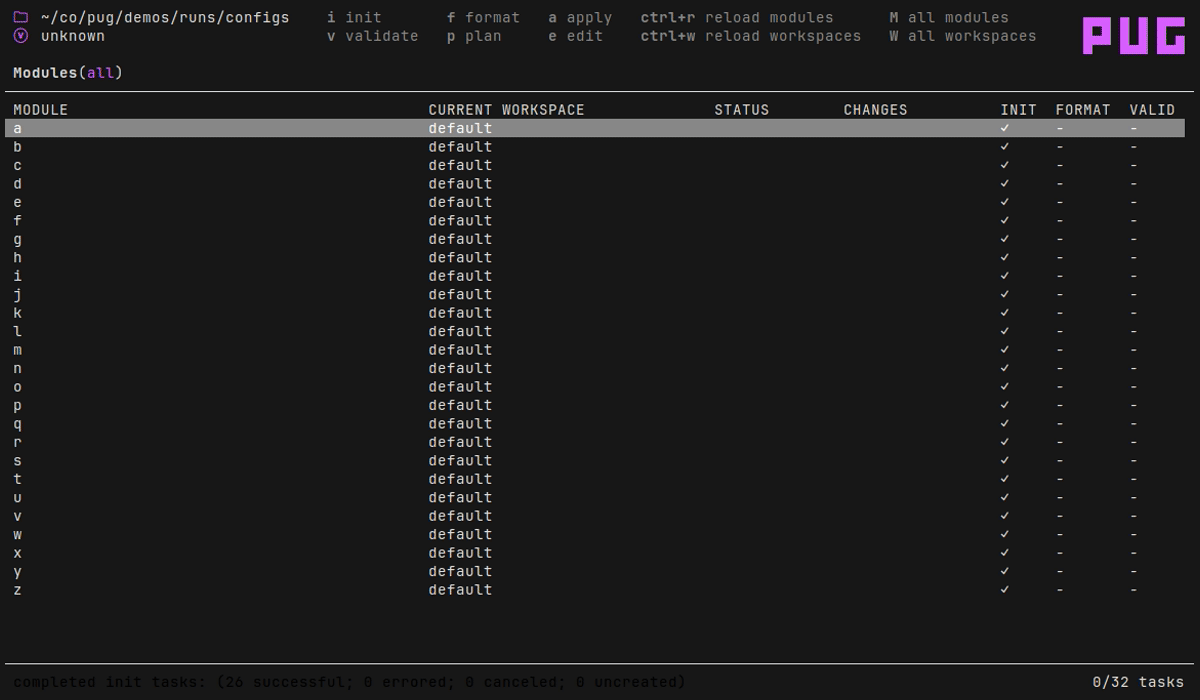 ~/co/pug/demos/runs/configs i init f format a apply ctrl+r reload modules M all modules
unknown v validate p plan e edit ctrl+w reload workspaces W all workspaces
PUG
Modules(all)
MODULE CURRENT WORKSPACE STATUS CHANGES INIT FORMAT VALID
a default ✓ - -
b default ✓ - -
c default ✓ - -
d default ✓ - -
e default ✓ - -
f default ✓ - -
g default ✓ - -
h default ✓ - -
i default ✓ - -
j default ✓ - -
k default ✓ - -
l default ✓ - -
m default ✓ - -
n default ✓ - -
o default ✓ - -
p default ✓ - -
q default ✓ - -
r default ✓ - -
s default ✓ - -
t default ✓ - -
u default ✓ - -
v default ✓ - -
w default ✓ - -
x default ✓ - -
y default ✓ - -
z default ✓ - -
completed init tasks: (26 successful; 0 errored; 0 canceled; 0 uncreated) 0/32 tasks